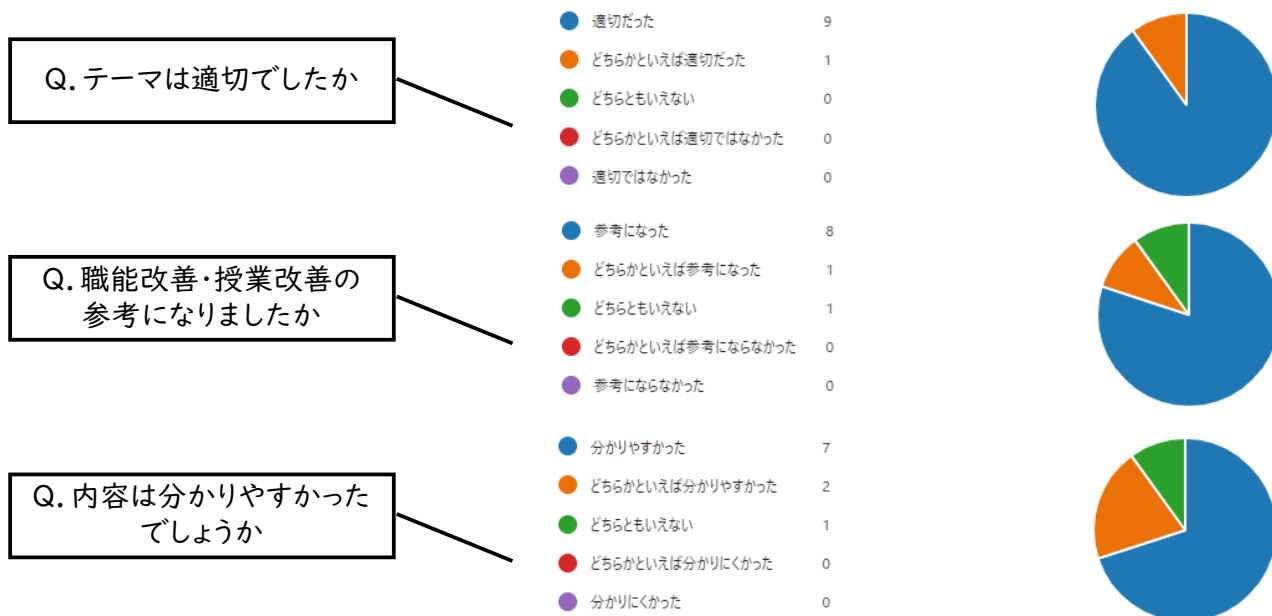 Q. テーマは適切でしたか
適切だった 9
どちらかといえば適切だった 1
どちらともいえない 0
どちらかといえば適切ではなかった 0
適切ではなかった 0
Q. 職能改善・授業改善の
参考になりましたか
参考になった 8
どちらかといえば参考になった 1
どちらともいえない 1
どちらかといえば参考にならなかった 0
参考にならなかった 0
Q. 内容は分かりやすかった
でしょうか
分かりやすかった 7
どちらかといえば分かりやすかった 2
どちらともいえない 1
どちらかといえば分かりにくかった 0
分かりにくかった 0